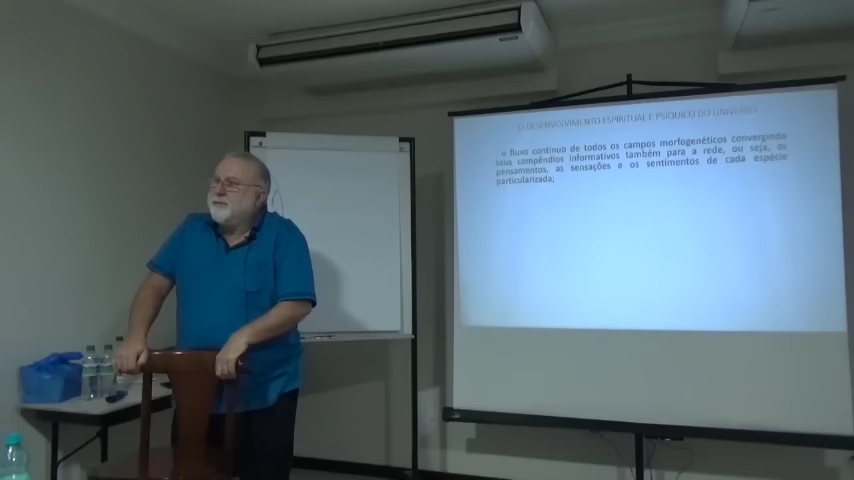 O DESENVOLVIMENTO ESPIRITUAL E PSÍQUICO DO UNIVERSO
o fluxo contínuo de todos os campos morfogenéticos convergindo
seus compêndios informativos também para a rede, ou seja, os
pensamentos, as sensações e os sentimentos de cada espécie
particularizada;